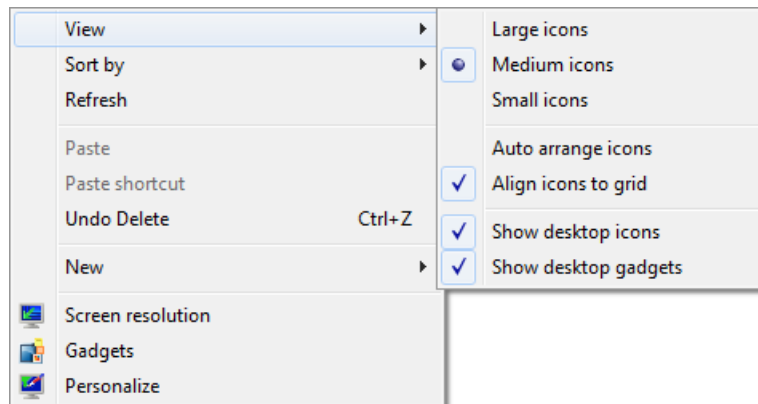 View
Sort by
Refresh
Paste
Paste shortcut
Undo Delete Ctrl+Z
New
Screen resolution
Gadgets
Personalize
Large icons
Medium icons
Small icons
Auto arrange icons
Align icons to grid
Show desktop icons
Show desktop gadgets